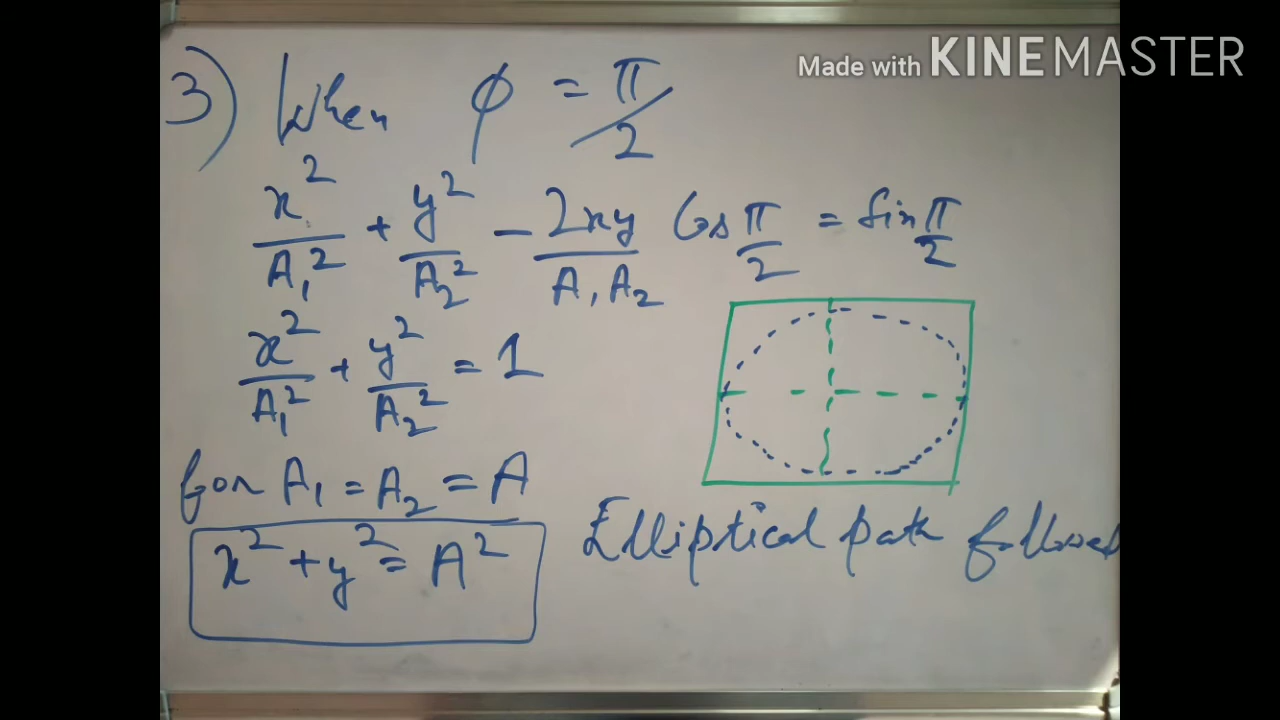 Made with KINEMASTER
3) When φ = π/2
x²/A₁² + y²/A₂² - 2xy/A₁A₂ Cos π/2 = Sin π/2
x²/A₁² + y²/A₂² = 1
for A₁ = A₂ = A
x² + y² = A²
Elliptical path followed